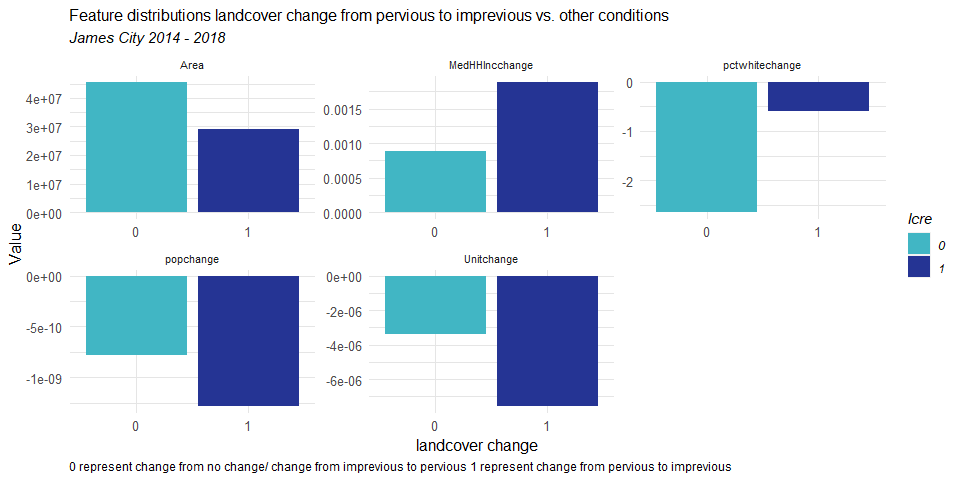 Feature distributions landcover change from pervious to imprevious vs. other conditions
James City 2014 - 2018
Area
MedHHIncchange
pctwhitechange
4e+07
3e+07
2e+07
1e+07
0e+00
0 1
0.0015
0.0010
0.0005
0.0000
0 1
0
-1
-2
0 1
Value
popchange
Unitchange
0e+00
-5e-10
-1e-09
0 1
0e+00
-2e-06
-4e-06
-6e-06
0 1
lcre
0
1
landcover change
0 represent change from no change/ change from imprevious to pervious 1 represent change from pervious to imprevious